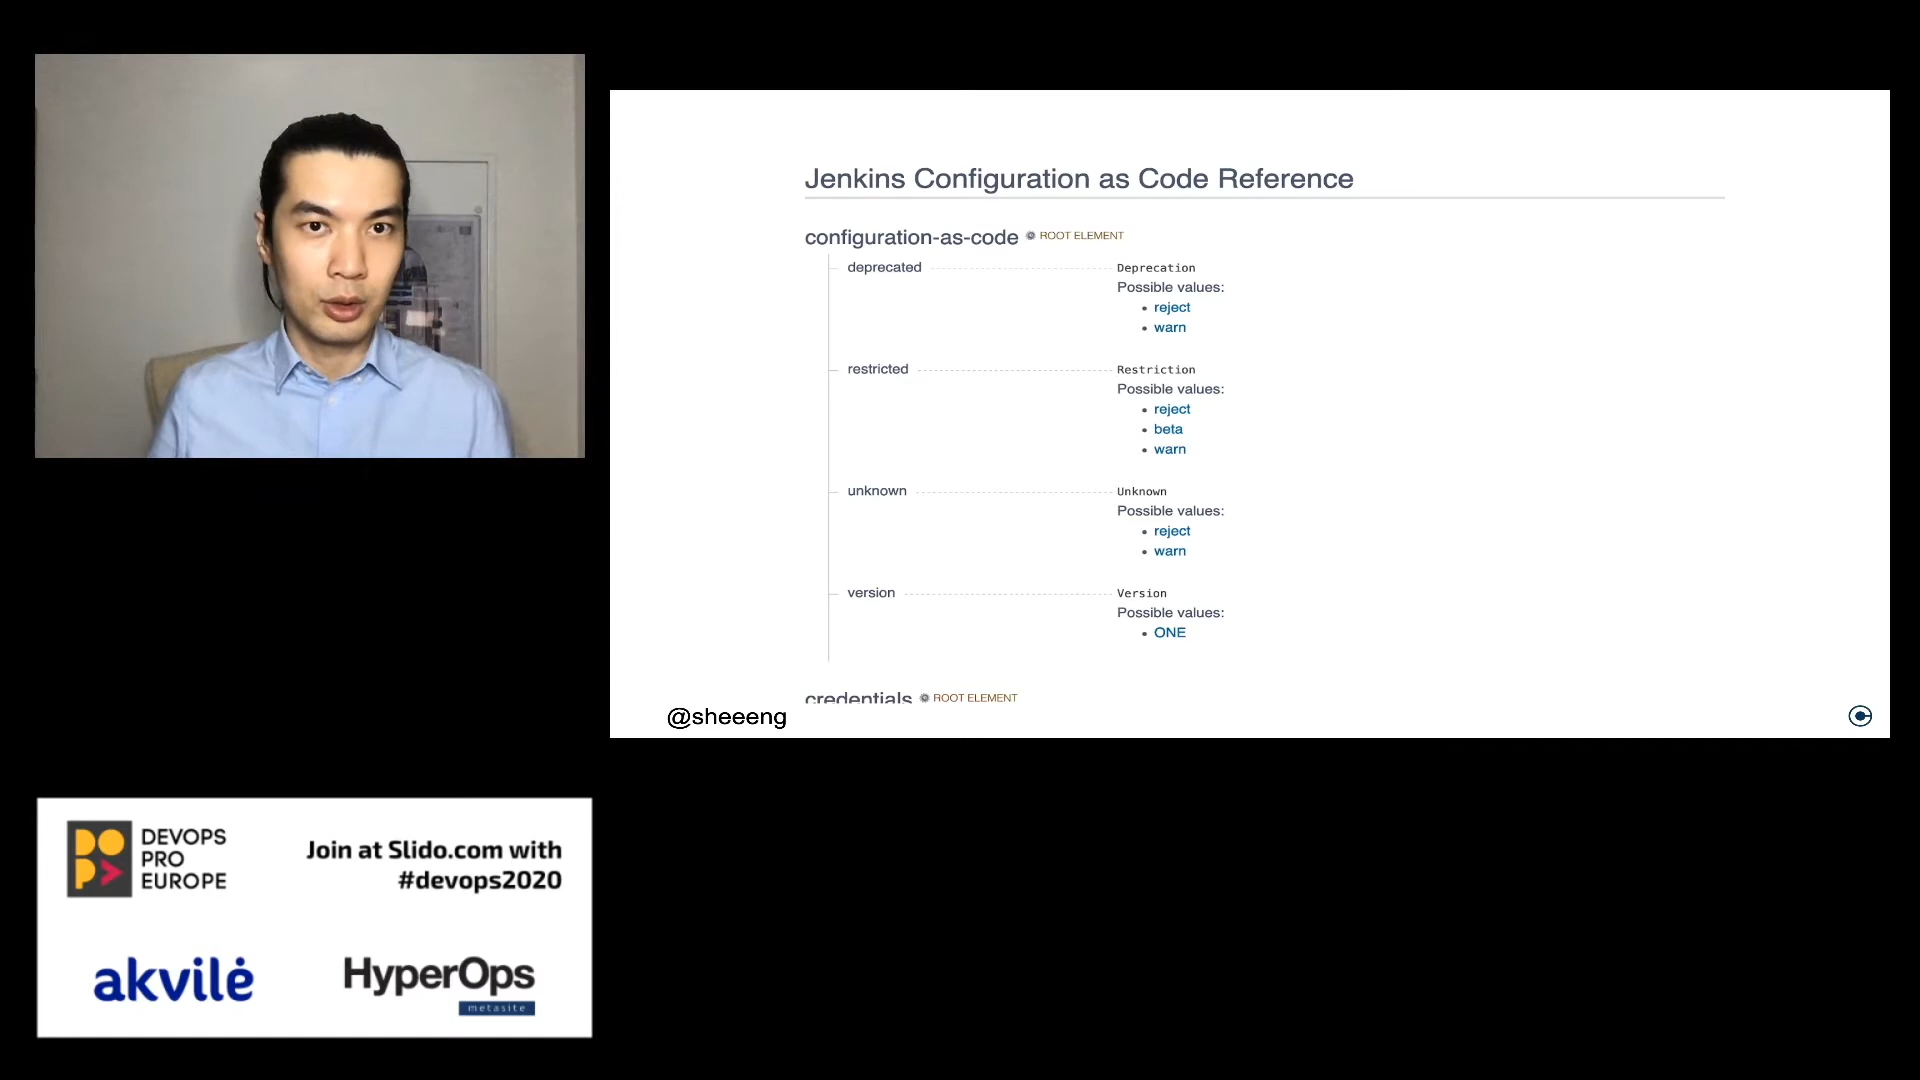 Jenkins Configuration as Code Reference
configuration-as-code ROOT ELEMENT
deprecated Deprecation
Possible values:
• reject
• warn
restricted Restriction
Possible values:
• reject
• beta
• warn
unknown Unknown
Possible values:
• reject
• warn
version Version
Possible values:
• ONE
credentials ROOT ELEMENT
@sheeeng
DEVOPS
PRO
EUROPE
Join at Slido.com with
#devops2020
akvilė
HyperOps
metasite